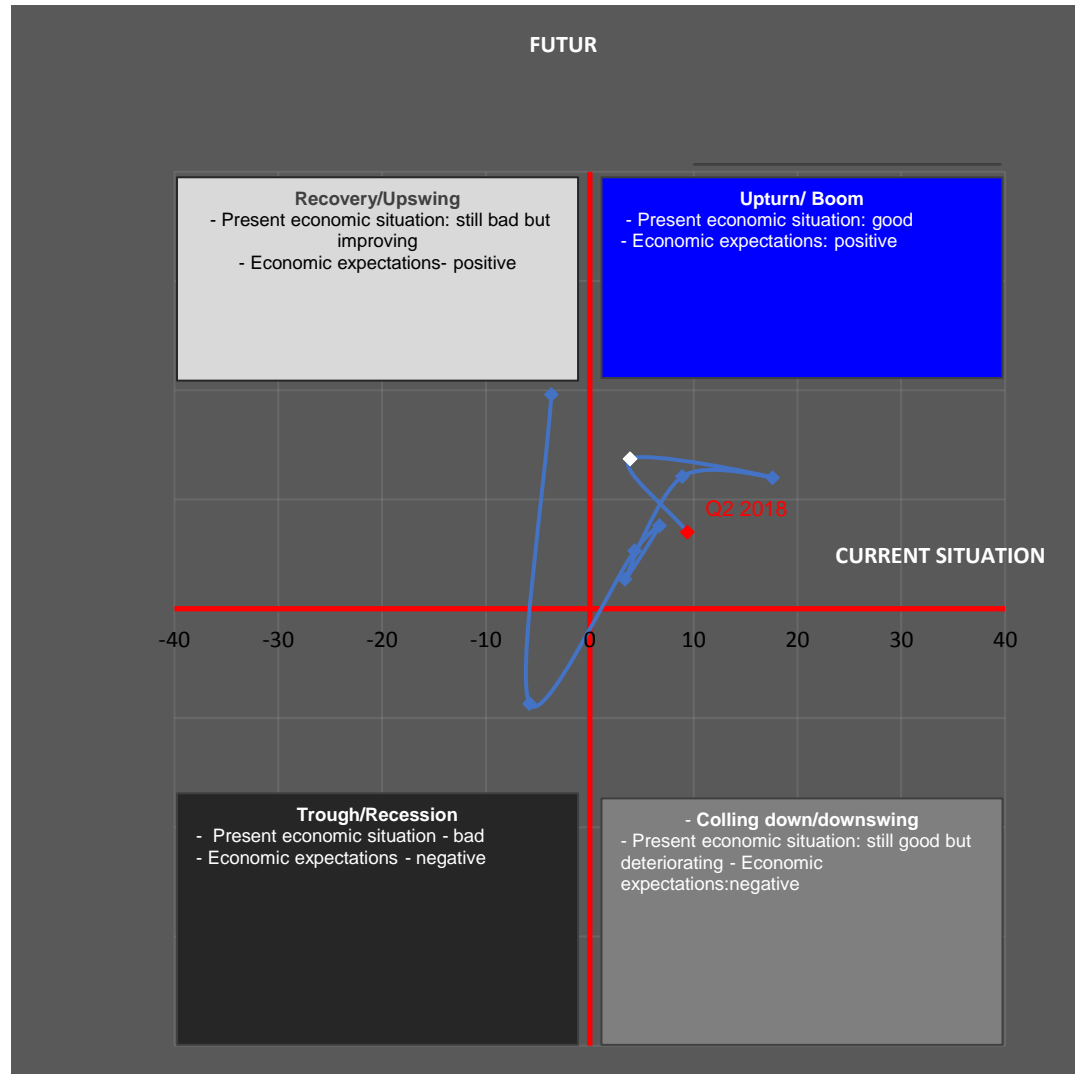 FUTUR
Recovery/Upswing
- Present economic situation: still bad but
improving
- Economic expectations- positive
Upturn/ Boom
- Present economic situation: good
- Economic expectations: positive
Q2 2018
CURRENT SITUATION
-40 -30 -20 -10 0 10 20 30 40
Trough/Recession
- Present economic situation - bad
- Economic expectations - negative
- Colling down/downswing
- Present economic situation: still good but
deteriorating - Economic
expectations:negative